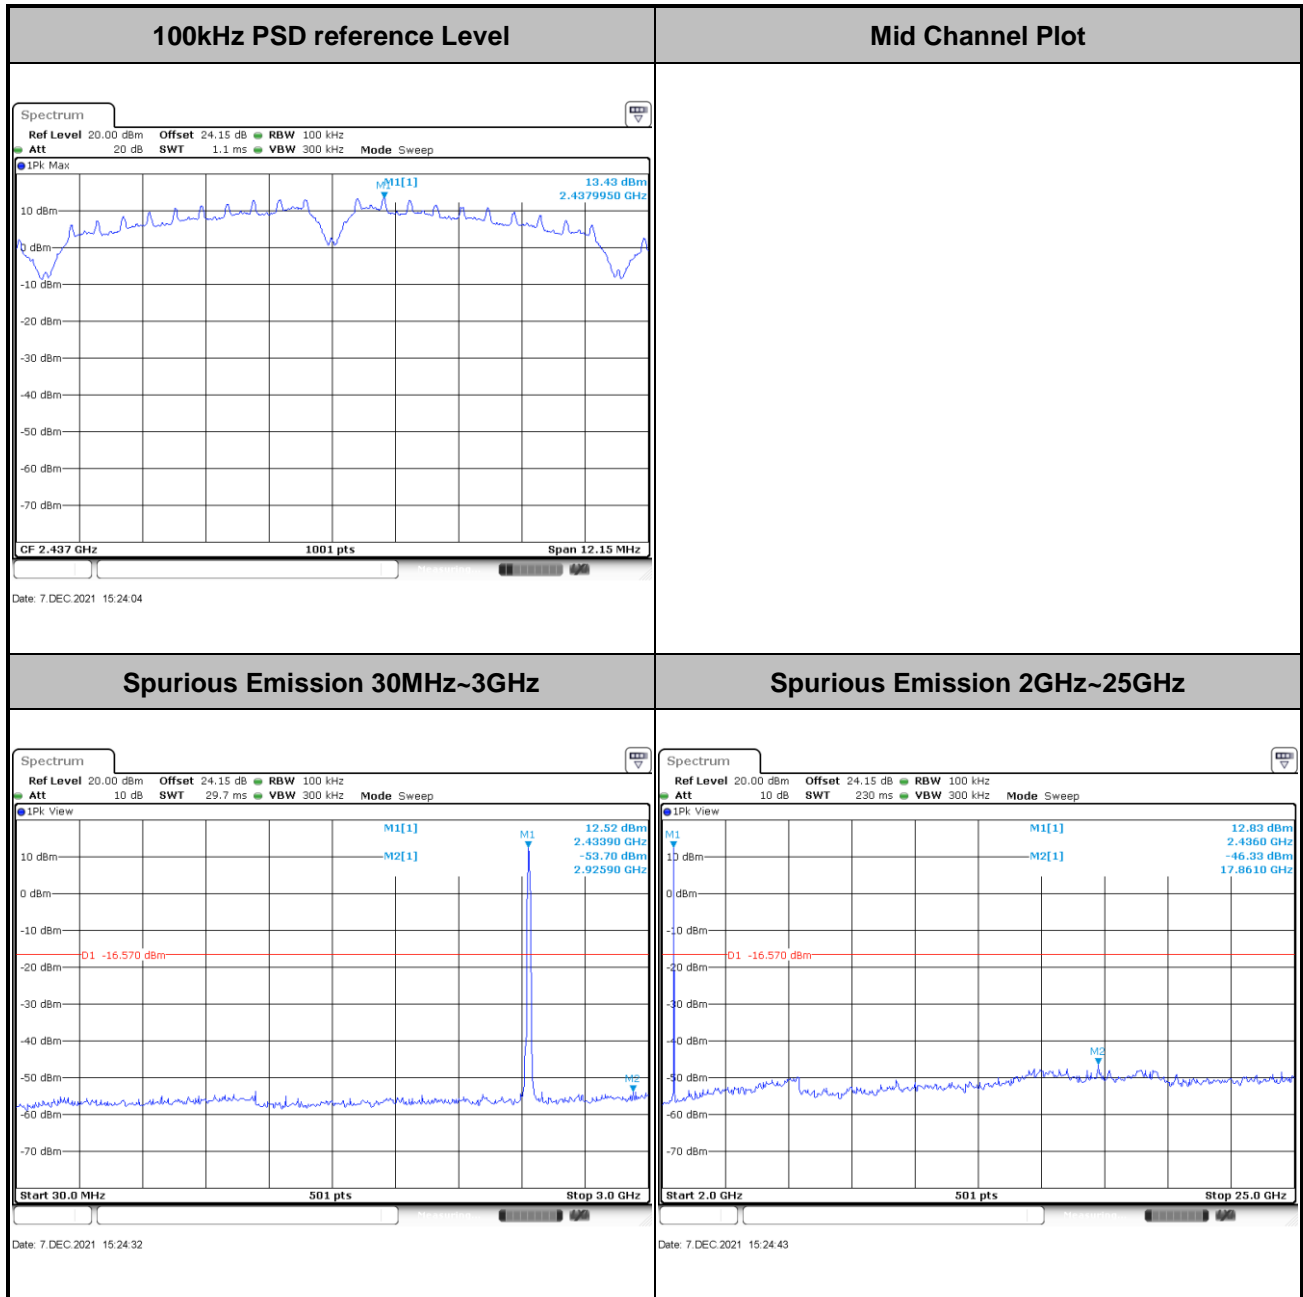 100kHz PSD reference Level
Mid Channel Plot
Spectrum
Ref Level 20.00 dBm Offset 24.15 dB RBW 100 kHz
Att 20 dB SWT 1.1 ms VBW 300 kHz Mode Sweep
1Pk Max
M1
M1[1] 13.43 dBm
2.4379950 GHz
10 dBm
0 dBm
-10 dBm
-20 dBm
-30 dBm
-40 dBm
-50 dBm
-60 dBm
-70 dBm
CF 2.437 GHz 1001 pts Span 12.15 MHz
Measuring
Date: 7.DEC.2021 15:24:04
Spurious Emission 30MHz~3GHz
Spectrum
Ref Level 20.00 dBm Offset 24.15 dB RBW 100 kHz
Att 10 dB SWT 29.7 ms VBW 300 kHz Mode Sweep
1Pk View
M1[1] 12.52 dBm
M1
2.43390 GHz
10 dBm
M2[1] -53.70 dBm
2.92590 GHz
0 dBm
-10 dBm
D1 -16.570 dBm
-20 dBm
-30 dBm
-40 dBm
-50 dBm
M2
-60 dBm
-70 dBm
Start 30.0 MHz 501 pts Stop 3.0 GHz
Date: 7.DEC.2021 15:24:32
Spurious Emission 2GHz~25GHz
Spectrum
Ref Level 20.00 dBm Offset 24.15 dB RBW 100 kHz
Att 10 dB SWT 230 ms VBW 300 kHz Mode Sweep
1Pk View
M1[1] 12.83 dBm
M1
2.4360 GHz
10 dBm
M2[1] -46.33 dBm
17.8610 GHz
0 dBm
-10 dBm
D1 -16.570 dBm
-20 dBm
-30 dBm
-40 dBm
M2
-50 dBm
-60 dBm
-70 dBm
Start 2.0 GHz 501 pts Stop 25.0 GHz
Date: 7.DEC.2021 15:24:43